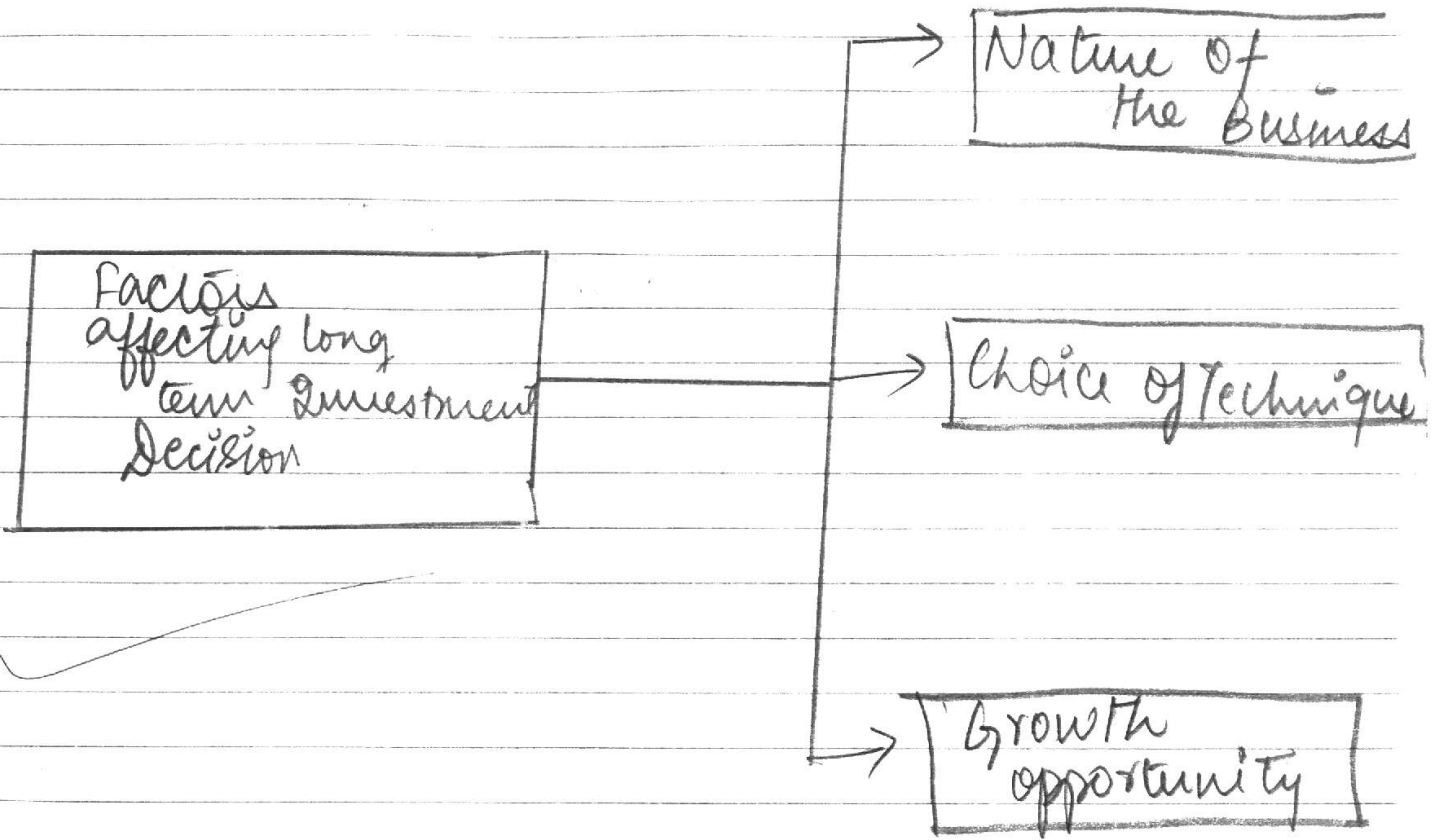 Factors
affecting long
term Investment
Decision
Nature of
the Business
Choice of Technique
Growth
opportunity